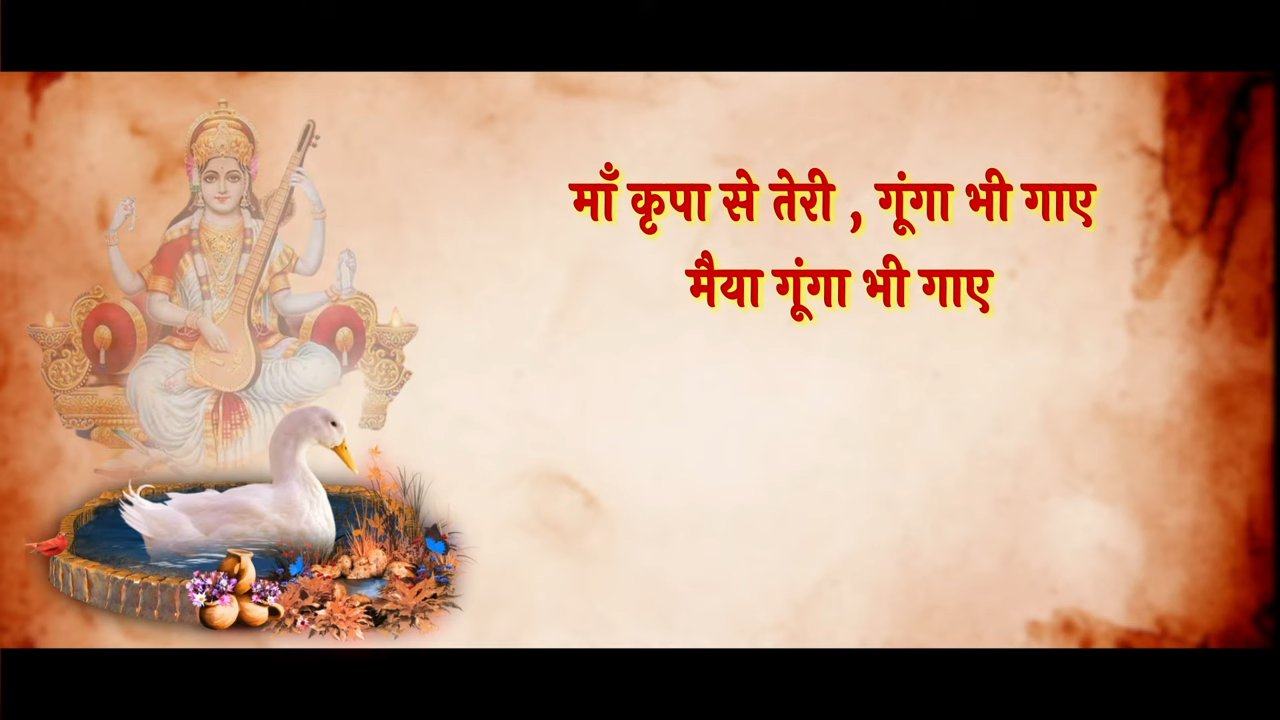 माँ कृपा से तेरी , गूंगा भी गाए
मैया गूंगा भी गाए